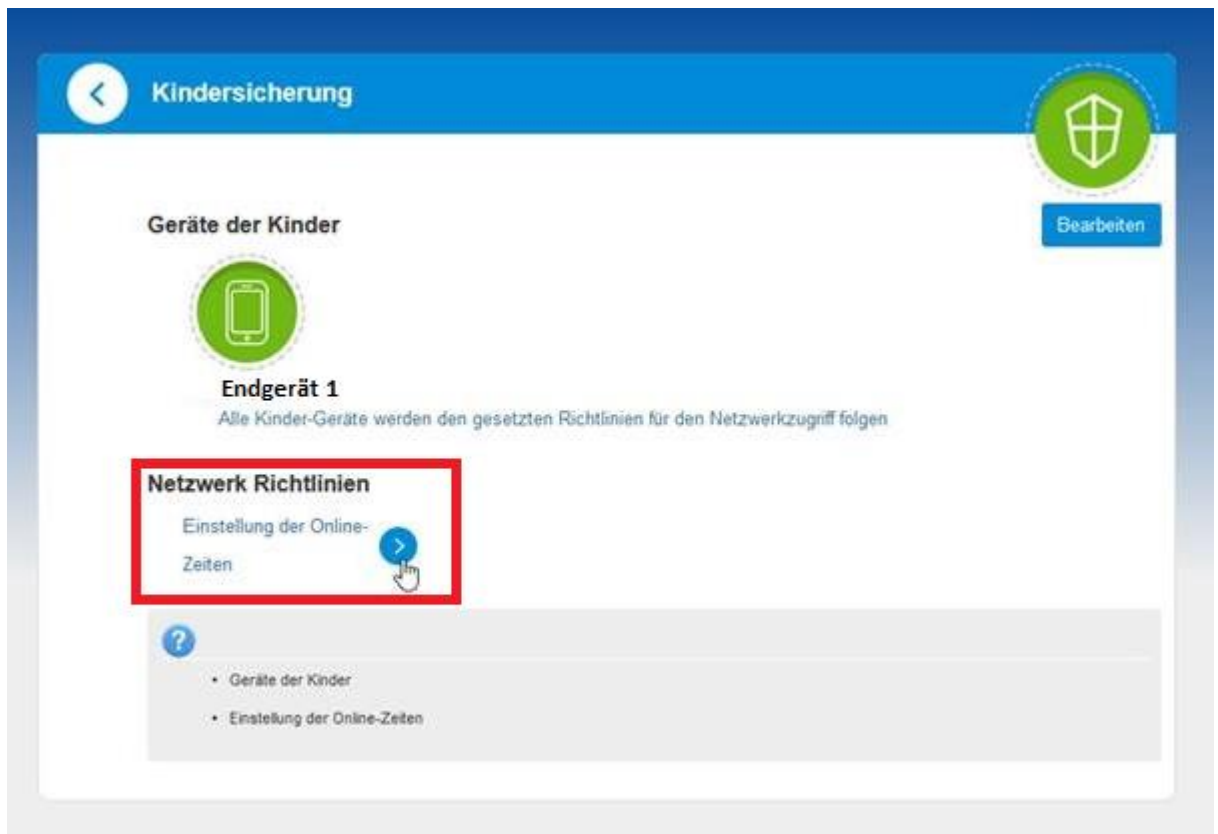 Kindersicherung
Geräte der Kinder
Bearbeiten
Endgerät 1
Alle Kinder-Geräte werden den gesetzten Richtlinien für den Netzwerkzugriff folgen
Netzwerk Richtlinien
Einstellung der Online-
Zeiten
?
• Geräte der Kinder
• Einstellung der Online-Zeiten